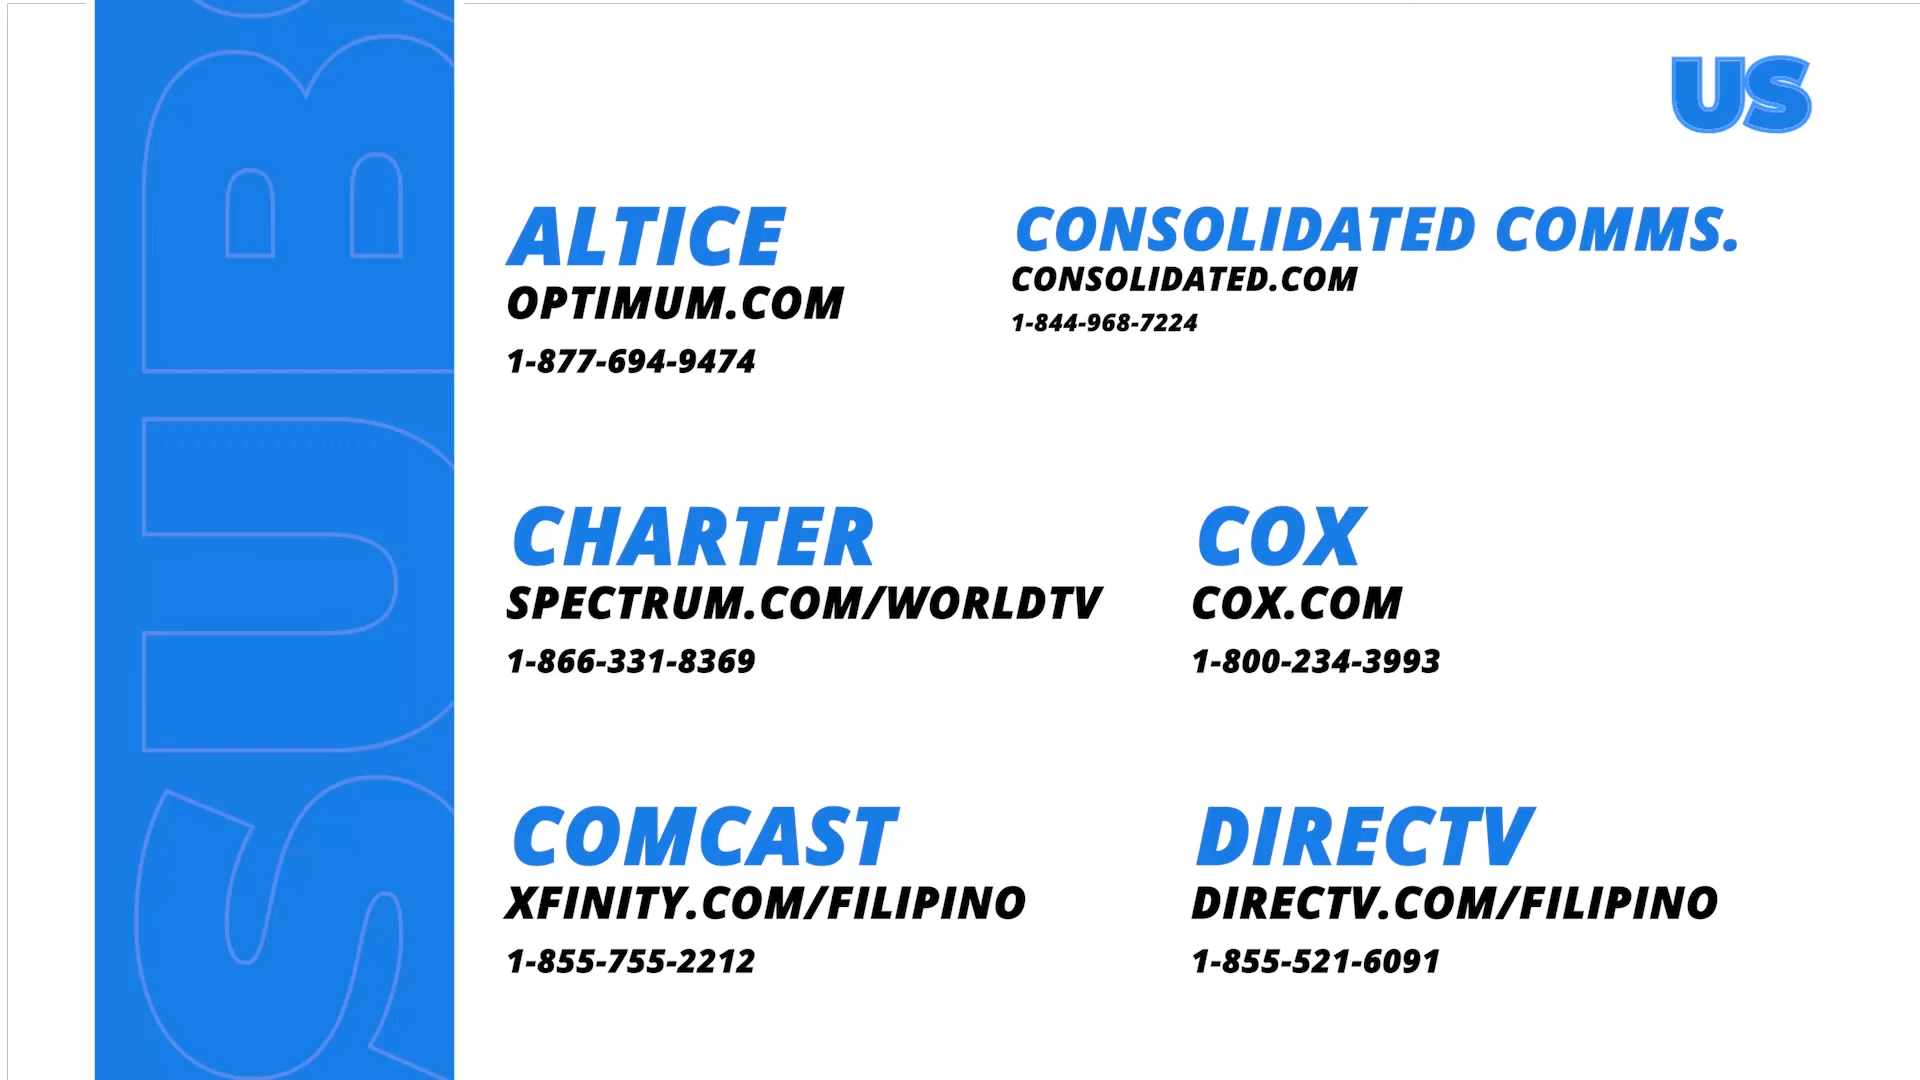 US
ALTICE
OPTIMUM.COM
1-877-694-9474
CONSOLIDATED COMMS.
CONSOLIDATED.COM
1-844-968-7224
CHARTER
SPECTRUM.COM/WORLDTV
1-866-331-8369
COX
COX.COM
1-800-234-3993
COMCAST
XFINITY.COM/FILIPINO
1-855-755-2212
DIRECTV
DIRECTV.COM/FILIPINO
1-855-521-6091
SUB